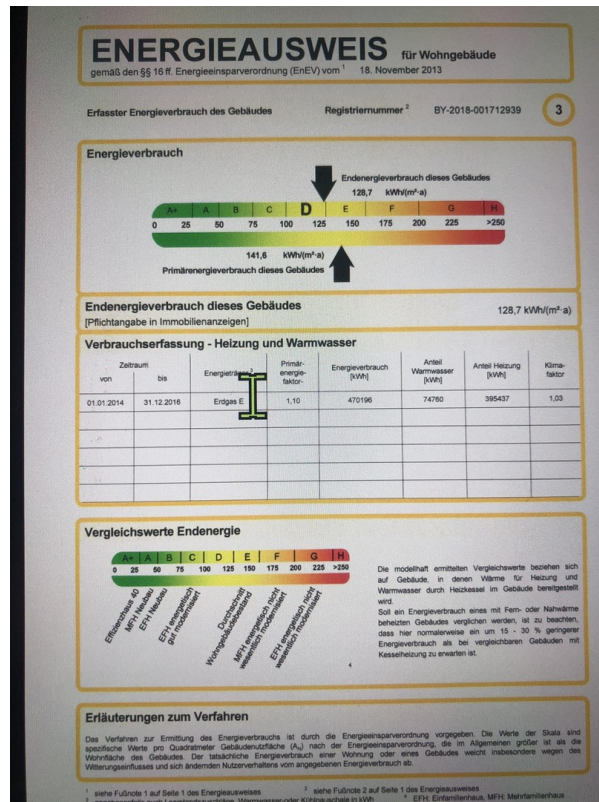 ENERGIEAUSWEIS für Wohngebäude
gemäß den §§ 16 ff. Energieeinsparverordnung (EnEV) vom ¹ 18. November 2013
Erfasster Energieverbrauch des Gebäudes Registriernummer ² BY-2018-001712939 3
Energieverbrauch
Endenergieverbrauch dieses Gebäudes
128,7 kWh/(m²·a)
A+ A B C D E F G H
0 25 50 75 100 125 150 175 200 225 >250
141,6 kWh/(m²·a)
Primärenergieverbrauch dieses Gebäudes
Endenergieverbrauch dieses Gebäudes
[Pflichtangabe in Immobilienanzeigen]
128,7 kWh/(m²·a)
Verbrauchserfassung - Heizung und Warmwasser
Zeitraum
von bis
Energieträger
Primär-
energie-
faktor-
Energieverbrauch
[kWh]
Anteil
Warmwasser
[kWh]
Anteil Heizung
[kWh]
Klima-
faktor
01.01.2014 31.12.2016 Erdgas E 1,10 470196 74760 395437 1,03
Vergleichswerte Endenergie
A+ A B C D E F G H
0 25 50 75 100 125 150 175 200 225 >250
Effizienzhaus 40
MFH Neubau
EFH Neubau
EFH energetisch
gut modernisiert
Durchschnitt
Wohngebäudebestand
MFH energetisch nicht
wesentlich modernisiert
EFH energetisch nicht
wesentlich modernisiert
4
Die modellhaft ermittelten Vergleichswerte beziehen sich
auf Gebäude, in denen Wärme für Heizung und
Warmwasser durch Heizkessel im Gebäude bereitgestellt
wird.
Soll ein Energieverbrauch eines mit Fern- oder Nahwärme
beheizten Gebäudes verglichen werden, ist zu beachten,
dass hier normalerweise ein um 15 - 30 % geringerer
Energieverbrauch als bei vergleichbaren Gebäuden mit
Kesselheizung zu erwarten ist.
Erläuterungen zum Verfahren
Das Verfahren zur Ermittlung des Energieverbrauchs ist durch die Energieeinsparverordnung vorgegeben. Die Werte der Skala sind
spezifische Werte pro Quadratmeter Gebäudenutzfläche (Aₙ) nach der Energieeinsparverordnung, die im Allgemeinen größer ist als die
Wohnfläche des Gebäudes. Der tatsächliche Energieverbrauch einer Wohnung oder eines Gebäudes weicht insbesondere wegen des
Witterungseinflusses und sich ändernden Nutzerverhaltens vom angegebenen Energieverbrauch ab.
¹ siehe Fußnote 1 auf Seite 1 des Energieausweises ² siehe Fußnote 2 auf Seite 1 des Energieausweises
³ gegebenenfalls auch Leerstandszuschläge, Warmwasser- oder Kühlpauschale in kWh ⁴ EFH: Einfamilienhaus, MFH: Mehrfamilienhaus